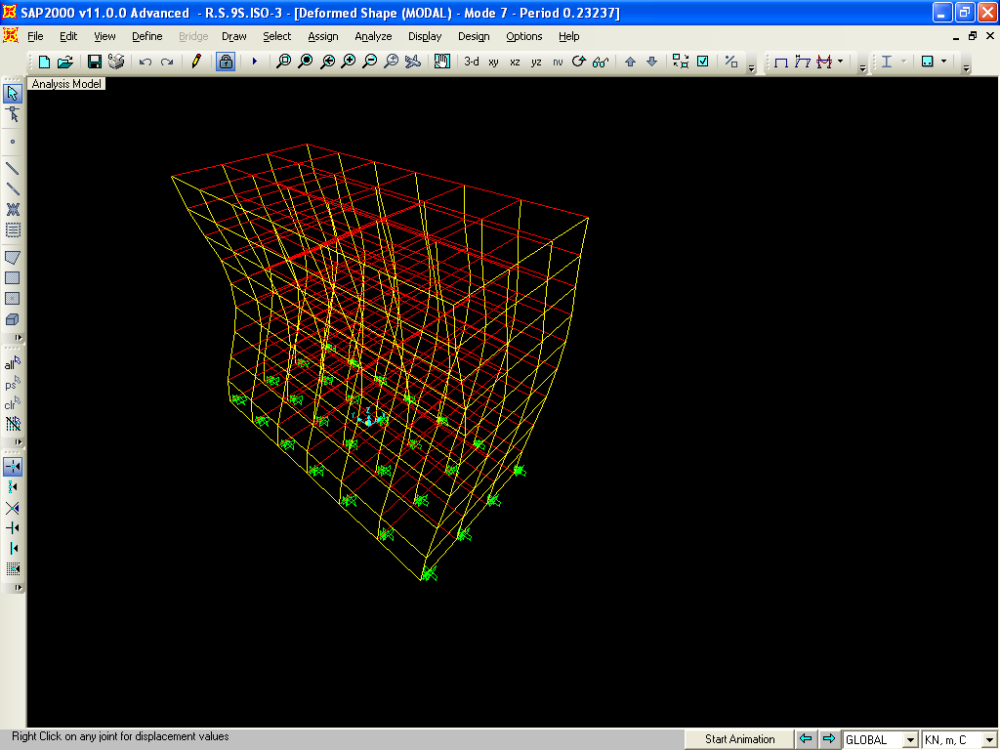 SAP2000 v11.0.0 Advanced - R.S.9S.ISO-3 - [Deformed Shape (MODAL) - Mode 7 - Period 0.23237]
File Edit View Define Bridge Draw Select Assign Analyze Display Design Options Help
3-d xy xz yz nv
Analysis Model
all
ps
clr
Z
Right Click on any joint for displacement values
Start Animation
GLOBAL
KN, m, C